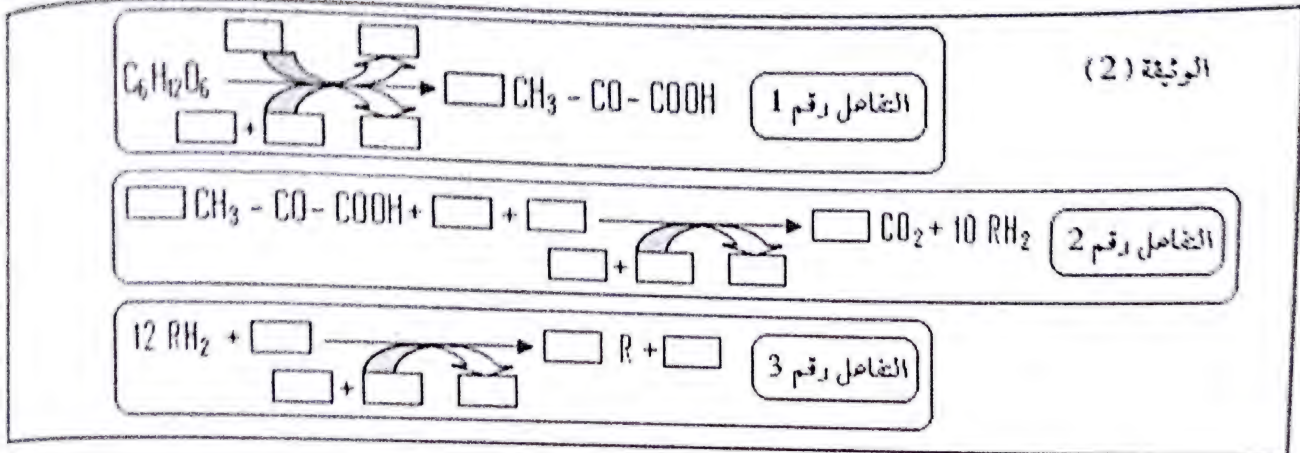 الوثيقة (2)
C₆H₁₂O₆ → CH₃ - CO - COOH
+
التفاعل رقم 1
CH₃ - CO - COOH + + → CO₂ + 10 RH₂
+
التفاعل رقم 2
12 RH₂ + → R +
+
التفاعل رقم 3